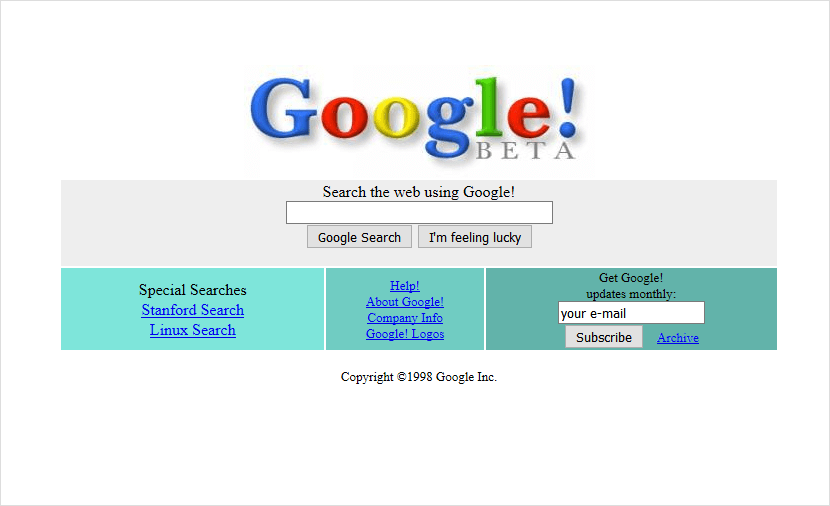 Google!
BETA
Search the web using Google!
Google Search I'm feeling lucky
Special Searches
Stanford Search
Linux Search
Help!
About Google!
Company Info
Google! Logos
Get Google!
updates monthly:
your e-mail
Subscribe Archive
Copyright ©1998 Google Inc.